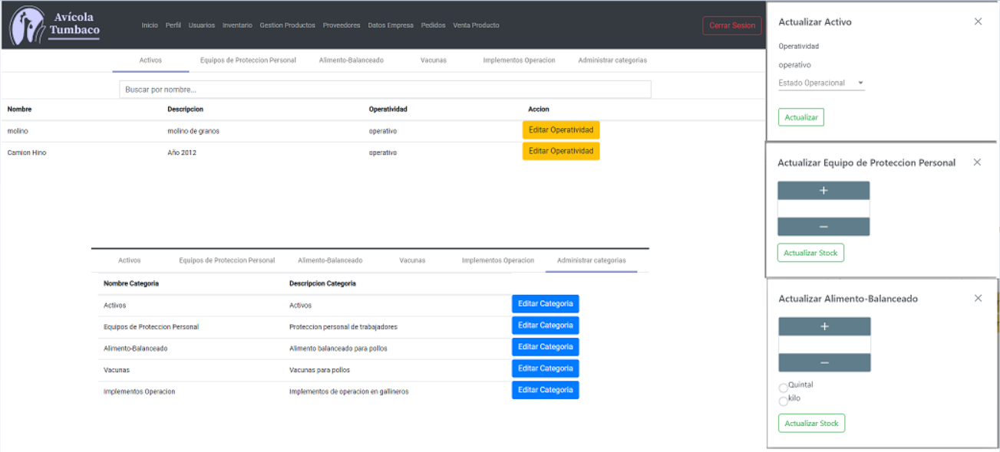 Avícola
Tumbaco
Inicio Perfil Usuarios Inventario Gestion Productos Proveedores Datos Empresa Pedidos Venta Producto
Cerrar Sesion
Activos Equipos de Proteccion Personal Alimento-Balanceado Vacunas Implementos Operacion Administrar categorias
Buscar por nombre...
Nombre Descripcion Operatividad Accion
molino molino de granos operativo Editar Operatividad
Camion Hino Año 2012 operativo Editar Operatividad
Activos Equipos de Proteccion Personal Alimento-Balanceado Vacunas Implementos Operacion Administrar categorias
Nombre Categoria Descripcion Categoria
Activos Activos Editar Categoria
Equipos de Proteccion Personal Proteccion personal de trabajadores Editar Categoria
Alimento-Balanceado Alimento balanceado para pollos Editar Categoria
Vacunas Vacunas para pollos Editar Categoria
Implementos Operacion Implementos de operacion en gallineros Editar Categoria
Actualizar Activo
Operatividad
operativo
Estado Operacional
Actualizar
Actualizar Equipo de Proteccion Personal
+
−
Actualizar Stock
Actualizar Alimento-Balanceado
+
−
Quintal
kilo
Actualizar Stock